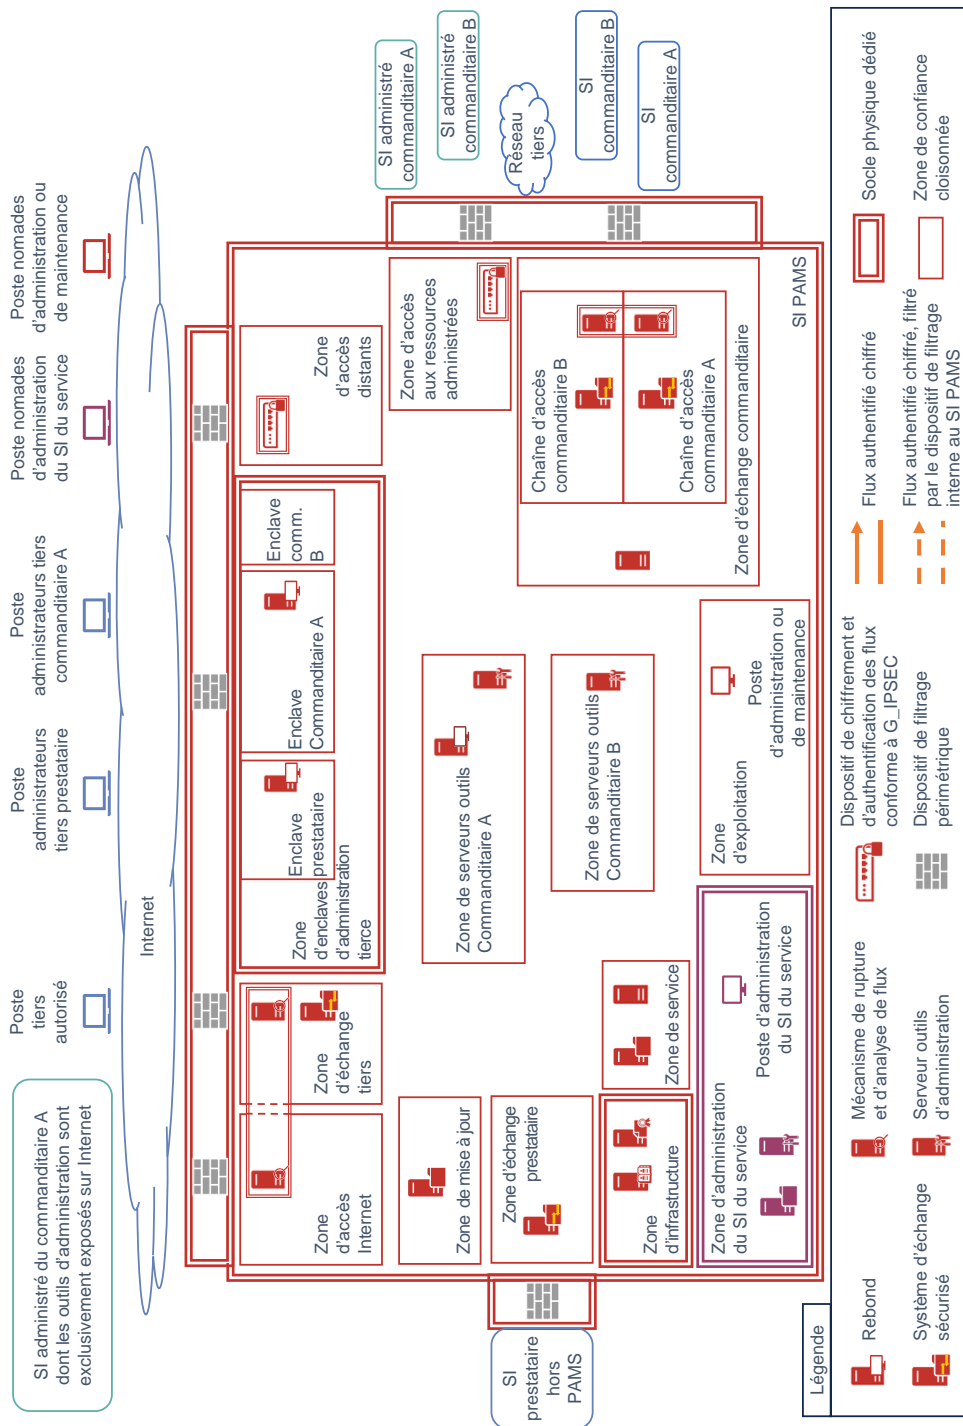 SI administré du commanditaire A
dont les outils d'administration sont
exclusivement exposés sur Internet
Poste
tiers
autorisé
Poste
administrateurs
tiers prestataire
Poste
administrateurs tiers
commanditaire A
Poste nomades
d'administration
du SI du service
Poste nomades
d'administration ou
de maintenance
Internet
SI administré
commanditaire A
SI administré
commanditaire B
Réseau
tiers
SI
commanditaire B
SI
commanditaire A
SI
prestataire
hors
PAMS
Zone
d'accès
Internet
Zone
d'échange
tiers
Zone
d'enclaves
d'administration
tierce
Enclave
prestataire
Enclave
Commanditaire A
Enclave
comm.
B
Zone
d'accès
distants
Zone de mise à jour
Zone d'échange
prestataire
Zone de serveurs outils
Commanditaire A
Zone d'accès
aux ressources
administrées
Zone
d'infrastructure
Zone de service
Zone de serveurs outils
Commanditaire B
Chaîne d'accès
commanditaire B
Chaîne d'accès
commanditaire A
Zone d'échange commanditaire
Zone d'administration
du SI du service
Poste d'administration
du SI du service
Zone
d'exploitation
Poste
d'administration ou
de maintenance
SI PAMS
Légende
Rebond
Système d'échange
sécurisé
Mécanisme de rupture
et d'analyse de flux
Serveur outils
d'administration
Dispositif de chiffrement et
d'authentification des flux
conforme à G_IPSEC
Dispositif de filtrage
périmétrique
Flux authentifié chiffré
Flux authentifié chiffré, filtré
par le dispositif de filtrage
interne au SI PAMS
Socle physique dédié
Zone de confiance
cloisonnée